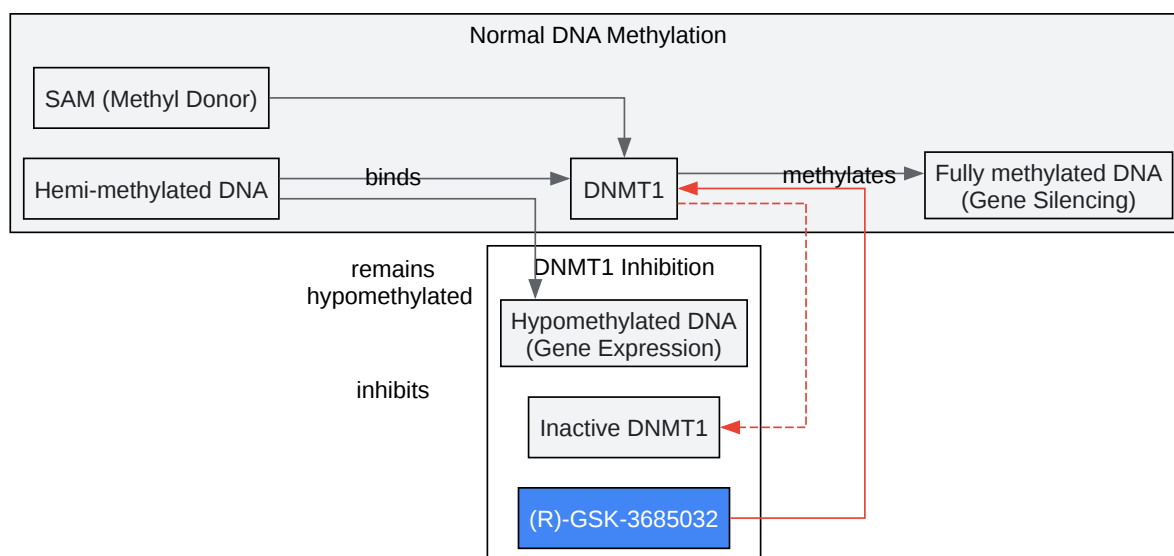 Normal DNA Methylation
SAM (Methyl Donor)
Hemi-methylated DNA
binds
DNMT1
methylates
Fully methylated DNA
(Gene Silencing)
DNMT1 Inhibition
remains
hypomethylated
Hypomethylated DNA
(Gene Expression)
inhibits
Inactive DNMT1
(R)-GSK-3685032